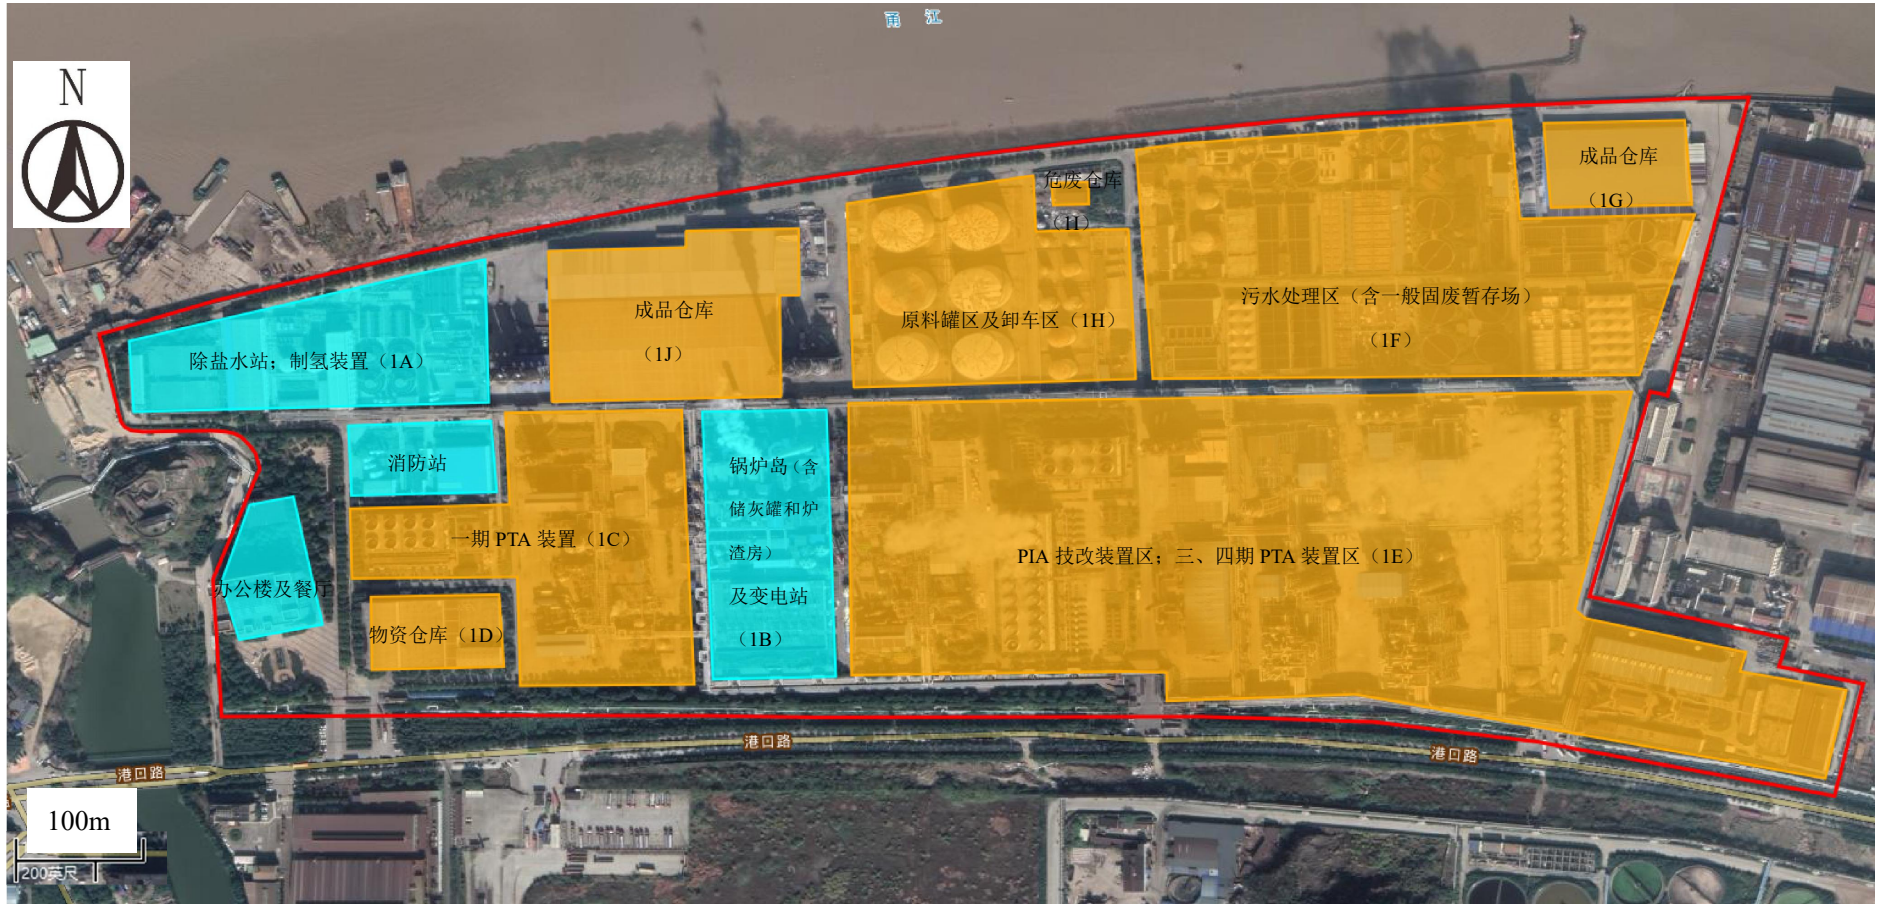 甬 江
N
成品仓库
（1G）
危废仓库
（1I）
污水处理区（含一般固废暂存场）
（1F）
成品仓库
（1J）
原料罐区及卸车区（1H）
除盐水站；制氢装置（1A）
消防站
锅炉岛（含
储灰罐和炉
渣房）
及变电站
（1B）
一期 PTA 装置（1C）
PIA 技改装置区；三、四期 PTA 装置区（1E）
办公楼及餐厅
物资仓库（1D）
港口路
港口路
港口路
100m
200英尺